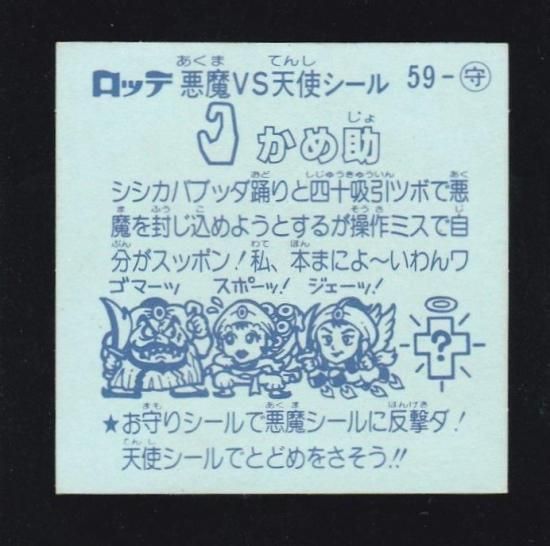 ロッテ 悪魔VS天使シール 59-守
あくま てんし
かめ助
じょ
シシカバブッダ踊りと四十吸引ツボで悪
おど しじゅうきゅういん あく
魔を封じ込めようとするが操作ミスで自
ま ふう こ そうさ じ
分がスッポン!私、本まによ～いわんワ
ぶん わて ほん
ゴマーッ スポーッ! ジェーッ!
?
★お守りシールで悪魔シールに反撃ダ!
まも あくま はんげき
天使シールでとどめをさそう!!
てんし